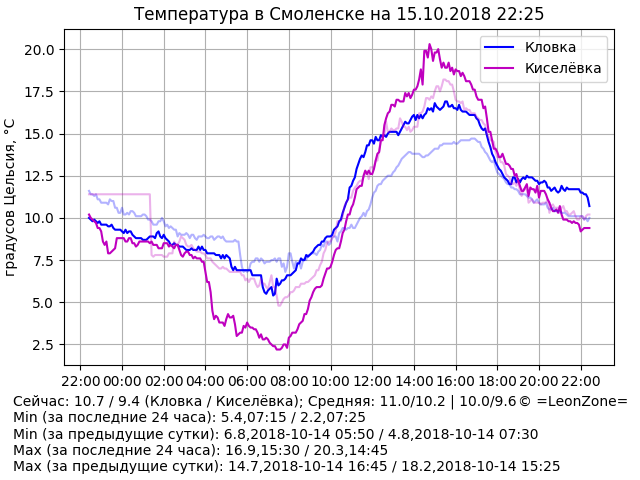 Температура в Смоленске на 15.10.2018 22:25
Кловка
Киселёвка
градусов Цельсия, °C
20.0
17.5
15.0
12.5
10.0
7.5
5.0
2.5
22:00 00:00 02:00 04:00 06:00 08:00 10:00 12:00 14:00 16:00 18:00 20:00 22:00
Сейчас: 10.7 / 9.4 (Кловка / Киселёвка); Средняя: 11.0/10.2 | 10.0/9.6© =LeonZone=
Min (за последние 24 часа): 5.4,07:15 / 2.2,07:25
Min (за предыдущие сутки): 6.8,2018-10-14 05:50 / 4.8,2018-10-14 07:30
Max (за последние 24 часа): 16.9,15:30 / 20.3,14:45
Max (за предыдущие сутки): 14.7,2018-10-14 16:45 / 18.2,2018-10-14 15:25